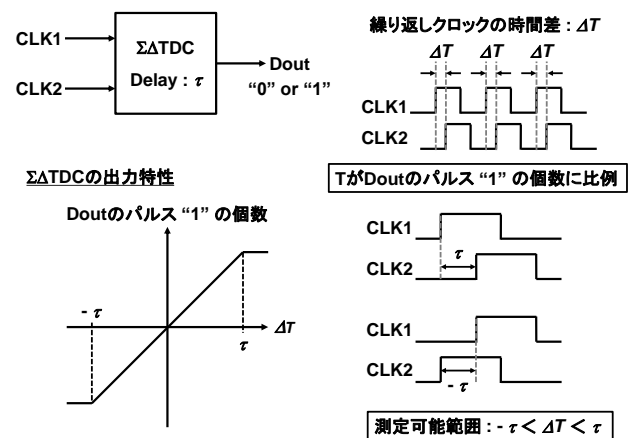 CLK1
CLK2
ΣΔTDC
Delay : τ
Dout
“0” or “1”
繰り返しクロックの時間差 : ΔT
ΔT ΔT ΔT
CLK1
CLK2
TがDoutのパルス “1” の個数に比例
ΣΔTDCの出力特性
Doutのパルス “1” の個数
- τ
τ
ΔT
CLK1
τ
CLK2
CLK1
CLK2
- τ
測定可能範囲 : - τ < ΔT < τ